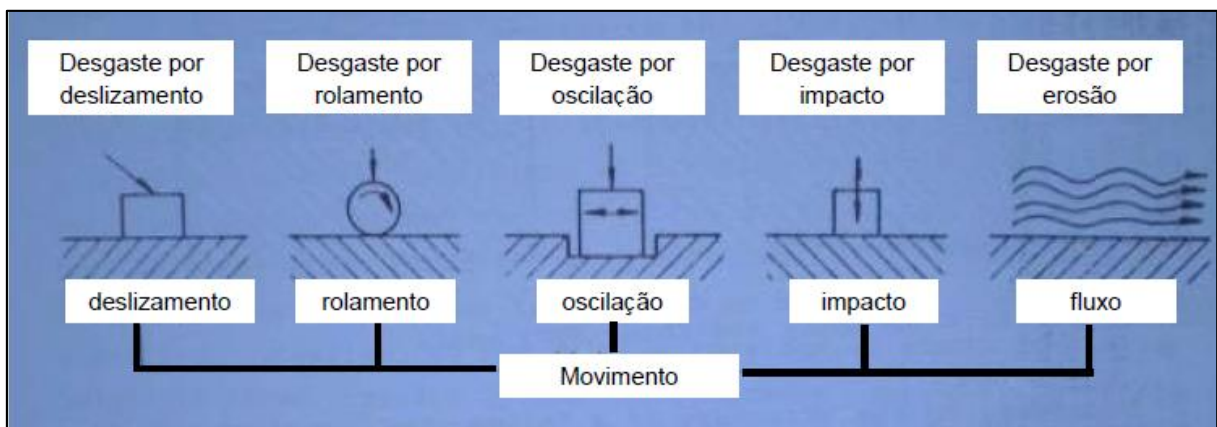 Desgaste por
deslizamento
Desgaste por
rolamento
Desgaste por
oscilação
Desgaste por
impacto
Desgaste por
erosão
deslizamento
rolamento
oscilação
impacto
fluxo
Movimento